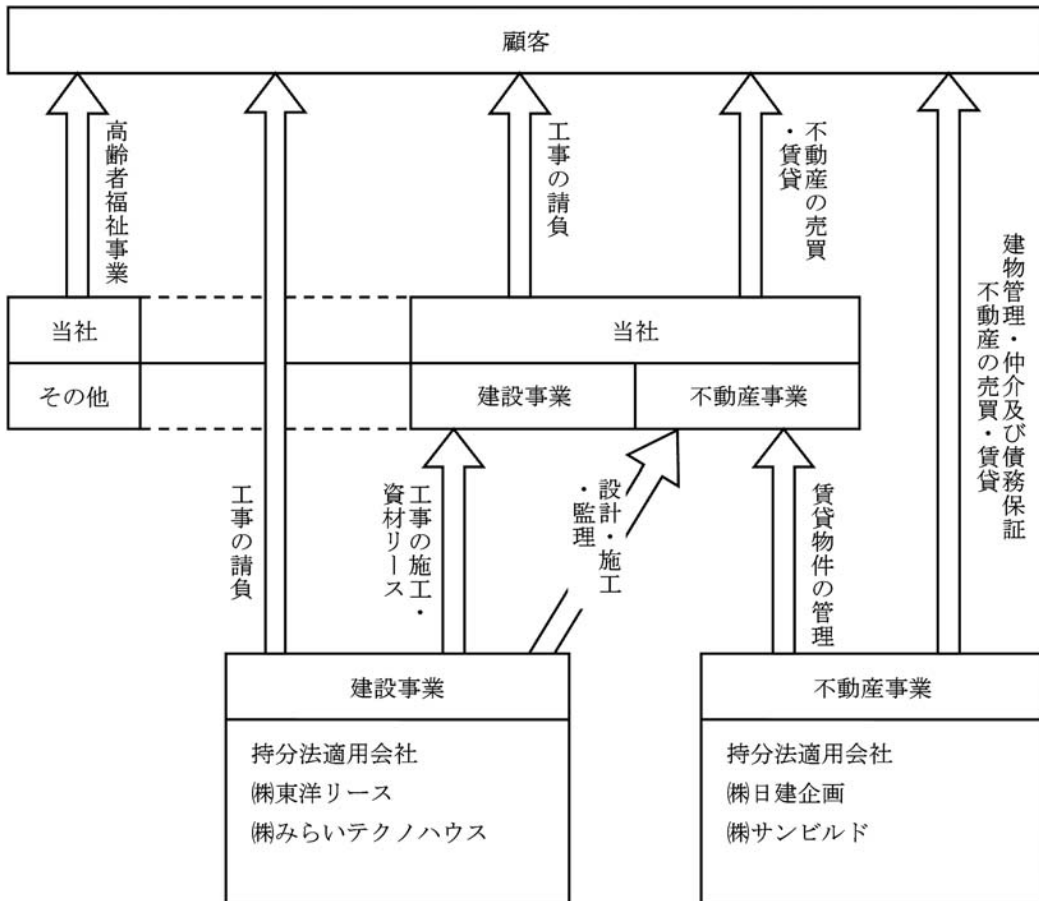 顧客
高齢者福祉事業
工事の請負
不動産の売買
・賃貸
建物管理・仲介及び債務保証
不動産の売買・賃貸
当社
その他
当社
建設事業
不動産事業
工事の請負
工事の施工・
資材リース
設計・施工
・監理
賃貸物件の管理
建設事業
持分法適用会社
㈱東洋リース
㈱みらいテクノハウス
不動産事業
持分法適用会社
㈱日建企画
㈱サンビルド